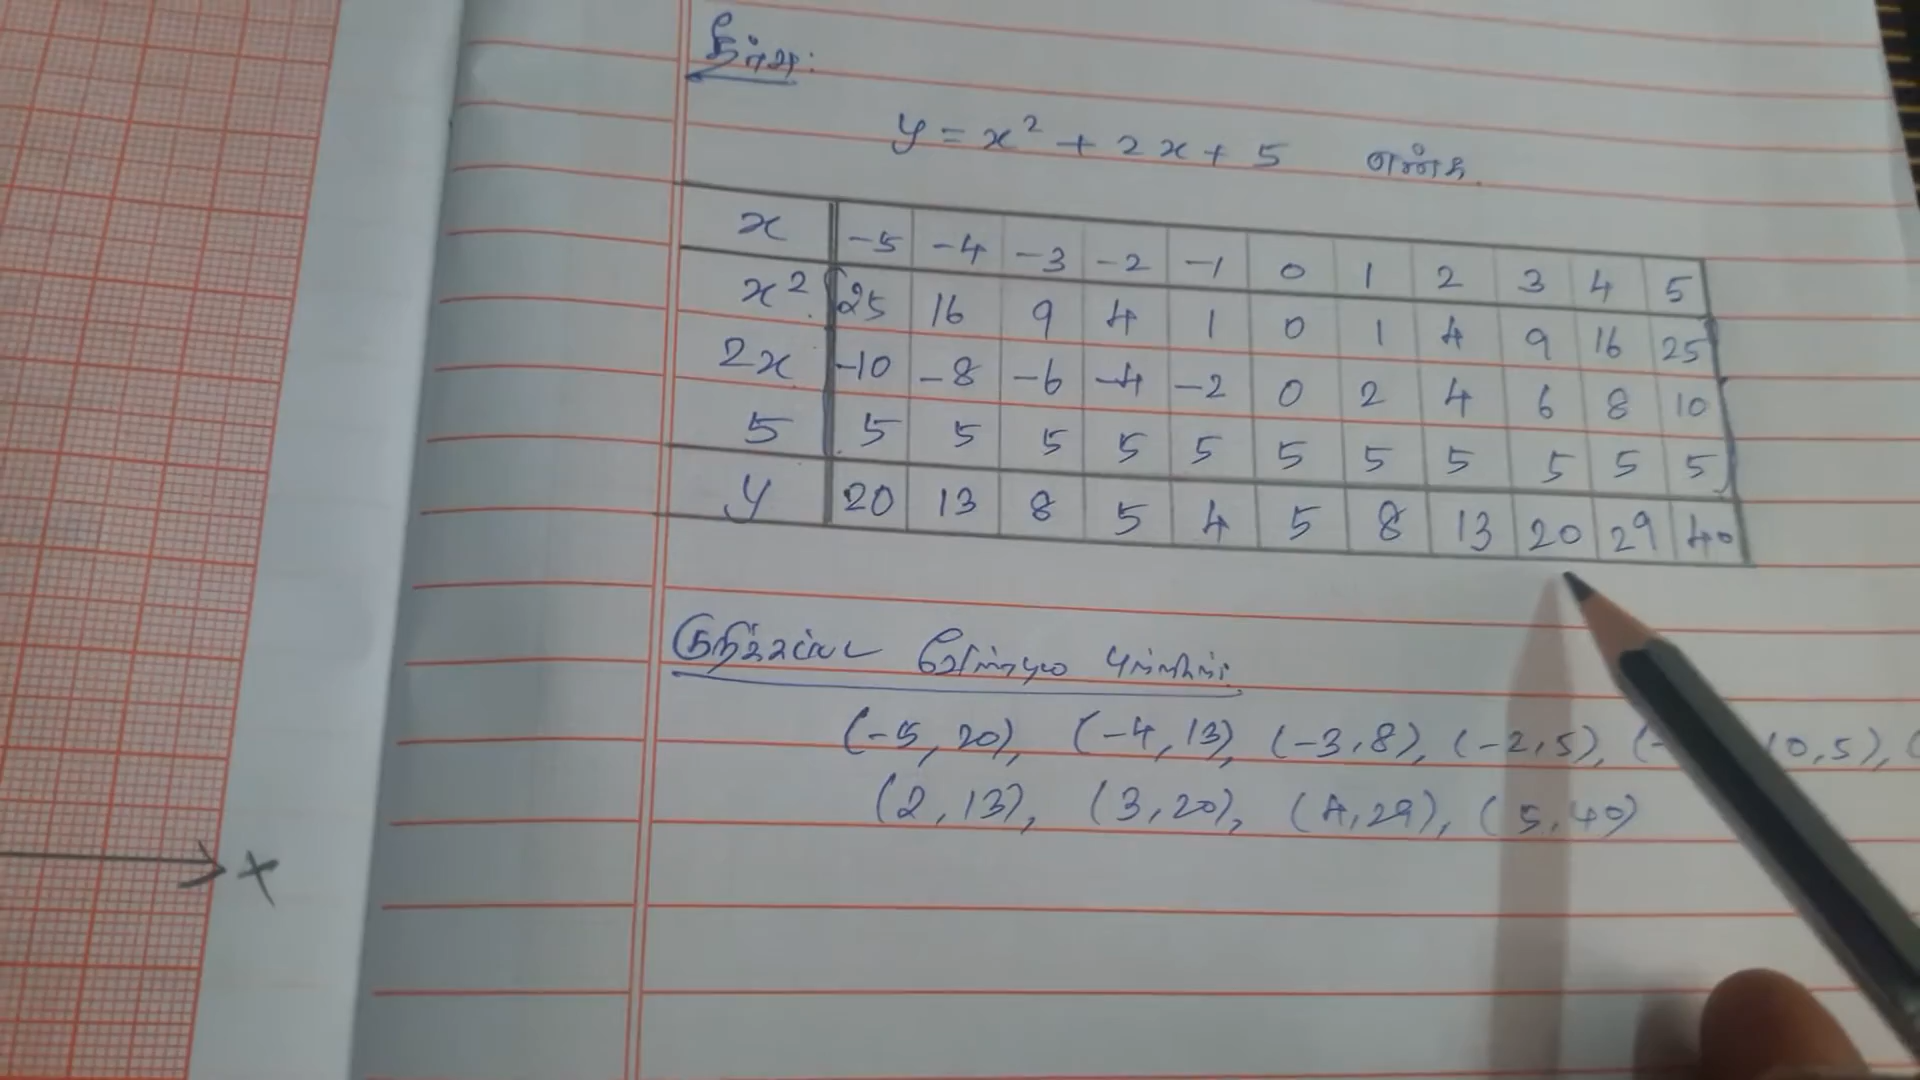 தீர்வு:
y = x² + 2x + 5 என்க.
x -5 -4 -3 -2 -1 0 1 2 3 4 5
x² 25 16 9 4 1 0 1 4 9 16 25
2x -10 -8 -6 -4 -2 0 2 4 6 8 10
5 5 5 5 5 5 5 5 5 5 5 5
y 20 13 8 5 4 5 8 13 20 29 40
புள்ளிகள்:
(-5, 20), (-4, 13), (-3, 8), (-2, 5), (- 0, 5), (
(2, 13), (3, 20), (4, 29), (5, 40)
X